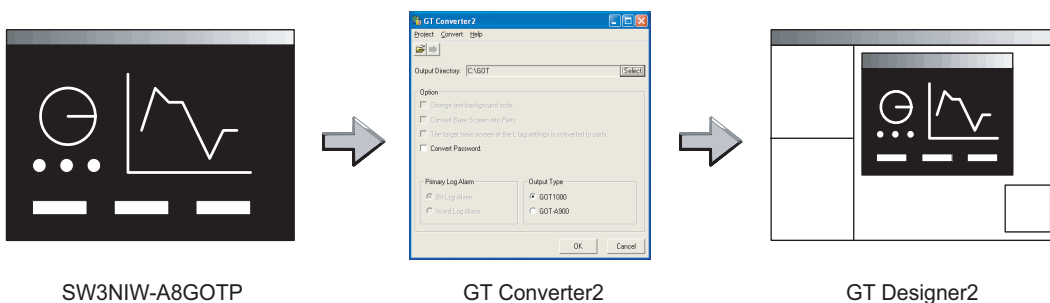 GT Converter2
Project Convert Help
Output Directory: C:\GOT Select
Option
Change text background color.
Convert Base Screen into Parts.
The target base screen of the L tag settings is converted to parts.
Convert Password.
Primary Log Alarm
Bit Log Alarm
Word Log Alarm
Output Type
GOT1000
GOT-A900
OK Cancel
SW3NIW-A8GOTP
GT Converter2
GT Designer2